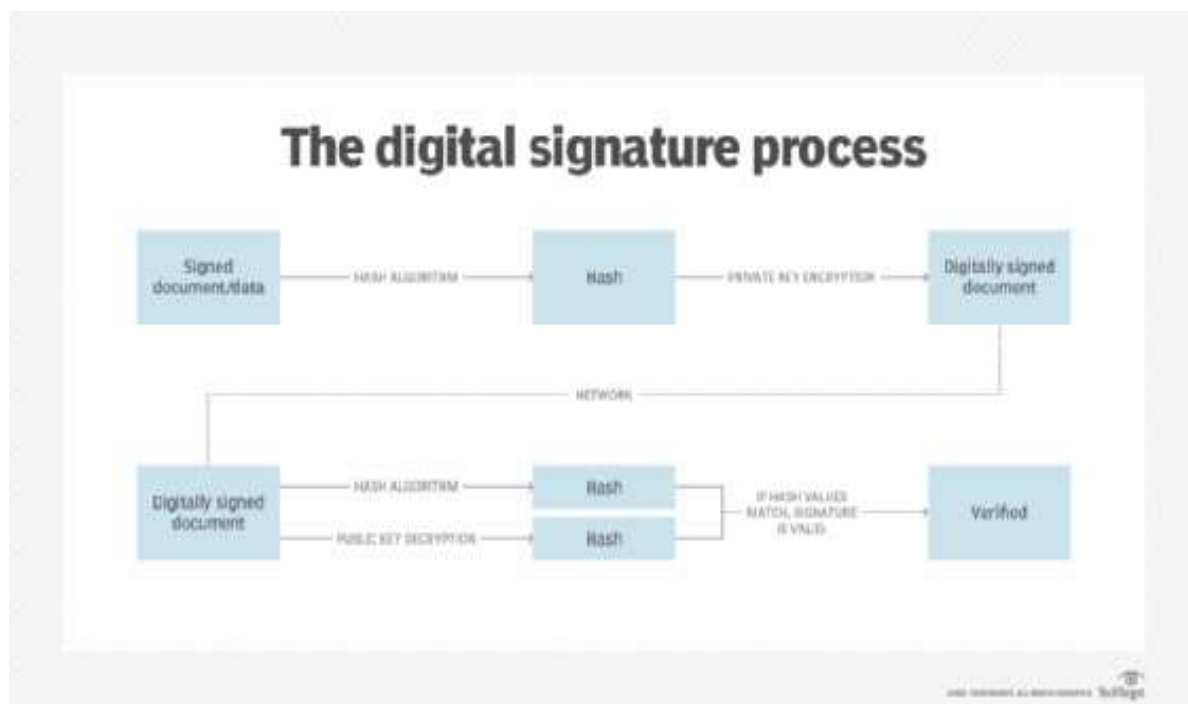 The digital signature process
Signed
document/data
HASH ALGORITHM
Hash
PRIVATE KEY ENCRYPTION
Digitally signed
document
NETWORK
Digitally signed
document
HASH ALGORITHM
Hash
PUBLIC KEY DECRYPTION
Hash
IF HASH VALUES
MATCH, SIGNATURE
IS VALID
Verified
TechTarget